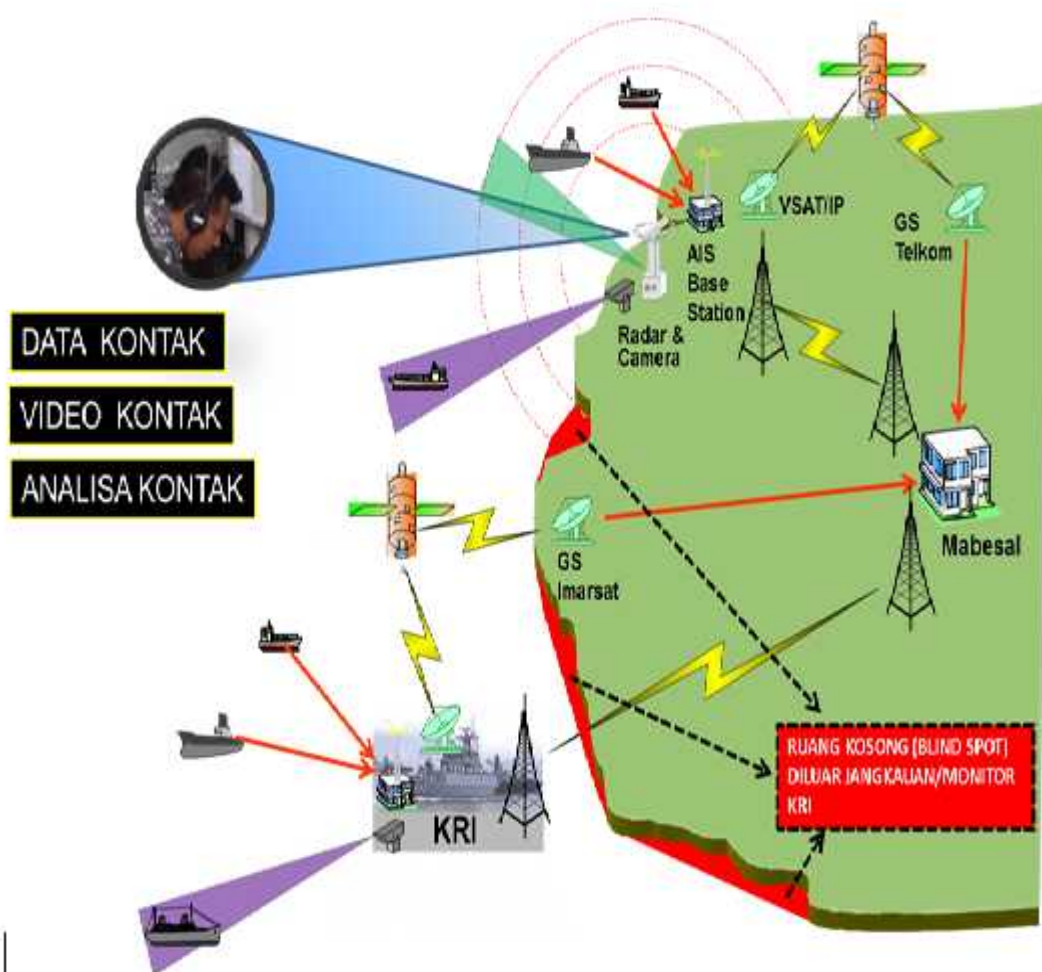 VSAT/IP
GS
Telkom
AIS
Base
Station
Radar &
Camera
DATA KONTAK
VIDEO KONTAK
ANALISA KONTAK
GS
Imarsat
Mabesal
RUANG KOSONG (BLIND SPOT)
DILUAR JANGKAUAN/MONITOR
KRI
KRI